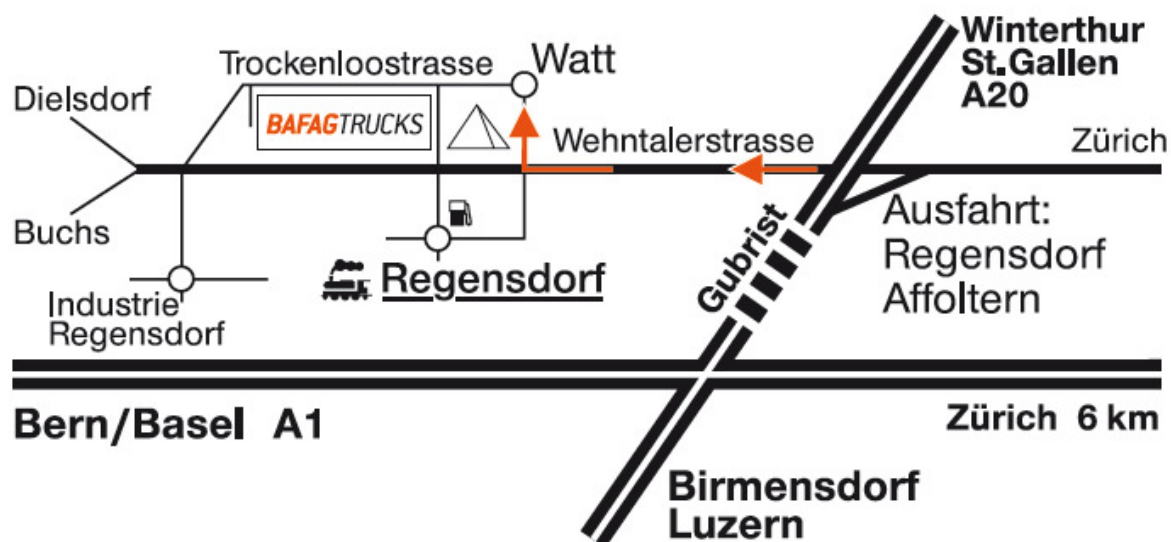 Winterthur
St.Gallen
A20
Trockenloostrasse
Watt
Dielsdorf
BAFAGTRUCKS
Wehntalerstrasse
Zürich
Buchs
Gubrist
Ausfahrt:
Regensdorf
Affoltern
Regensdorf
Industrie
Regensdorf
Bern/Basel A1
Zürich 6 km
Birmensdorf
Luzern